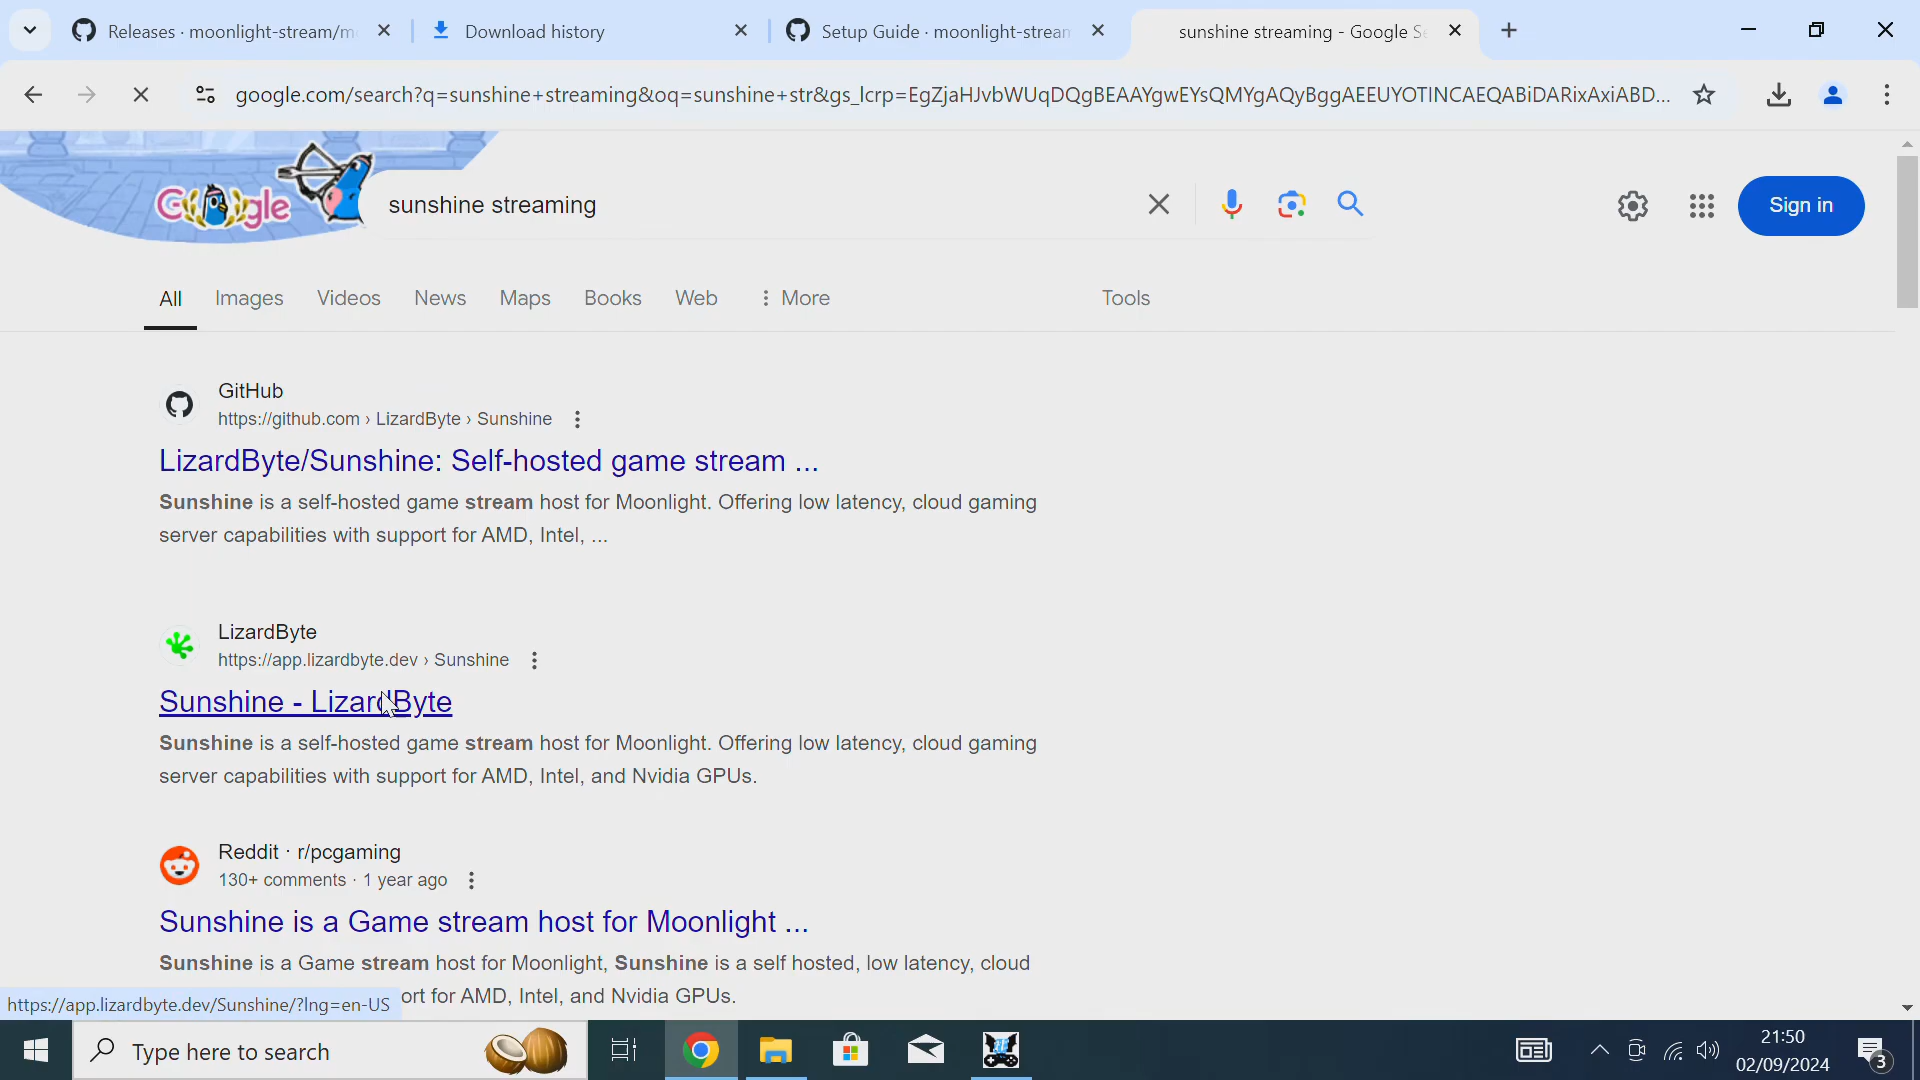 Releases · moonlight-stream/m
Download history
Setup Guide · moonlight-stream
sunshine streaming - Google Se
google.com/search?q=sunshine+streaming&oq=sunshine+str&gs_lcrp=EgZjaHJvbWUqDQgBEAAYgwEYsQMYgAQyBggAEEUYOTINCAEQABiDARixAxiABD...
Google
sunshine streaming
Sign in
All
Images
Videos
News
Maps
Books
Web
More
Tools
GitHub
https://github.com › LizardByte › Sunshine
LizardByte/Sunshine: Self-hosted game stream ...
Sunshine is a self-hosted game stream host for Moonlight. Offering low latency, cloud gaming
server capabilities with support for AMD, Intel, ...
LizardByte
https://app.lizardbyte.dev › Sunshine
Sunshine - LizardByte
Sunshine is a self-hosted game stream host for Moonlight. Offering low latency, cloud gaming
server capabilities with support for AMD, Intel, and Nvidia GPUs.
Reddit · r/pcgaming
130+ comments · 1 year ago
Sunshine is a Game stream host for Moonlight ...
Sunshine is a Game stream host for Moonlight, Sunshine is a self hosted, low latency, cloud
ort for AMD, Intel, and Nvidia GPUs.
https://app.lizardbyte.dev/Sunshine/?lng=en-US
Type here to search
21:50
02/09/2024
3